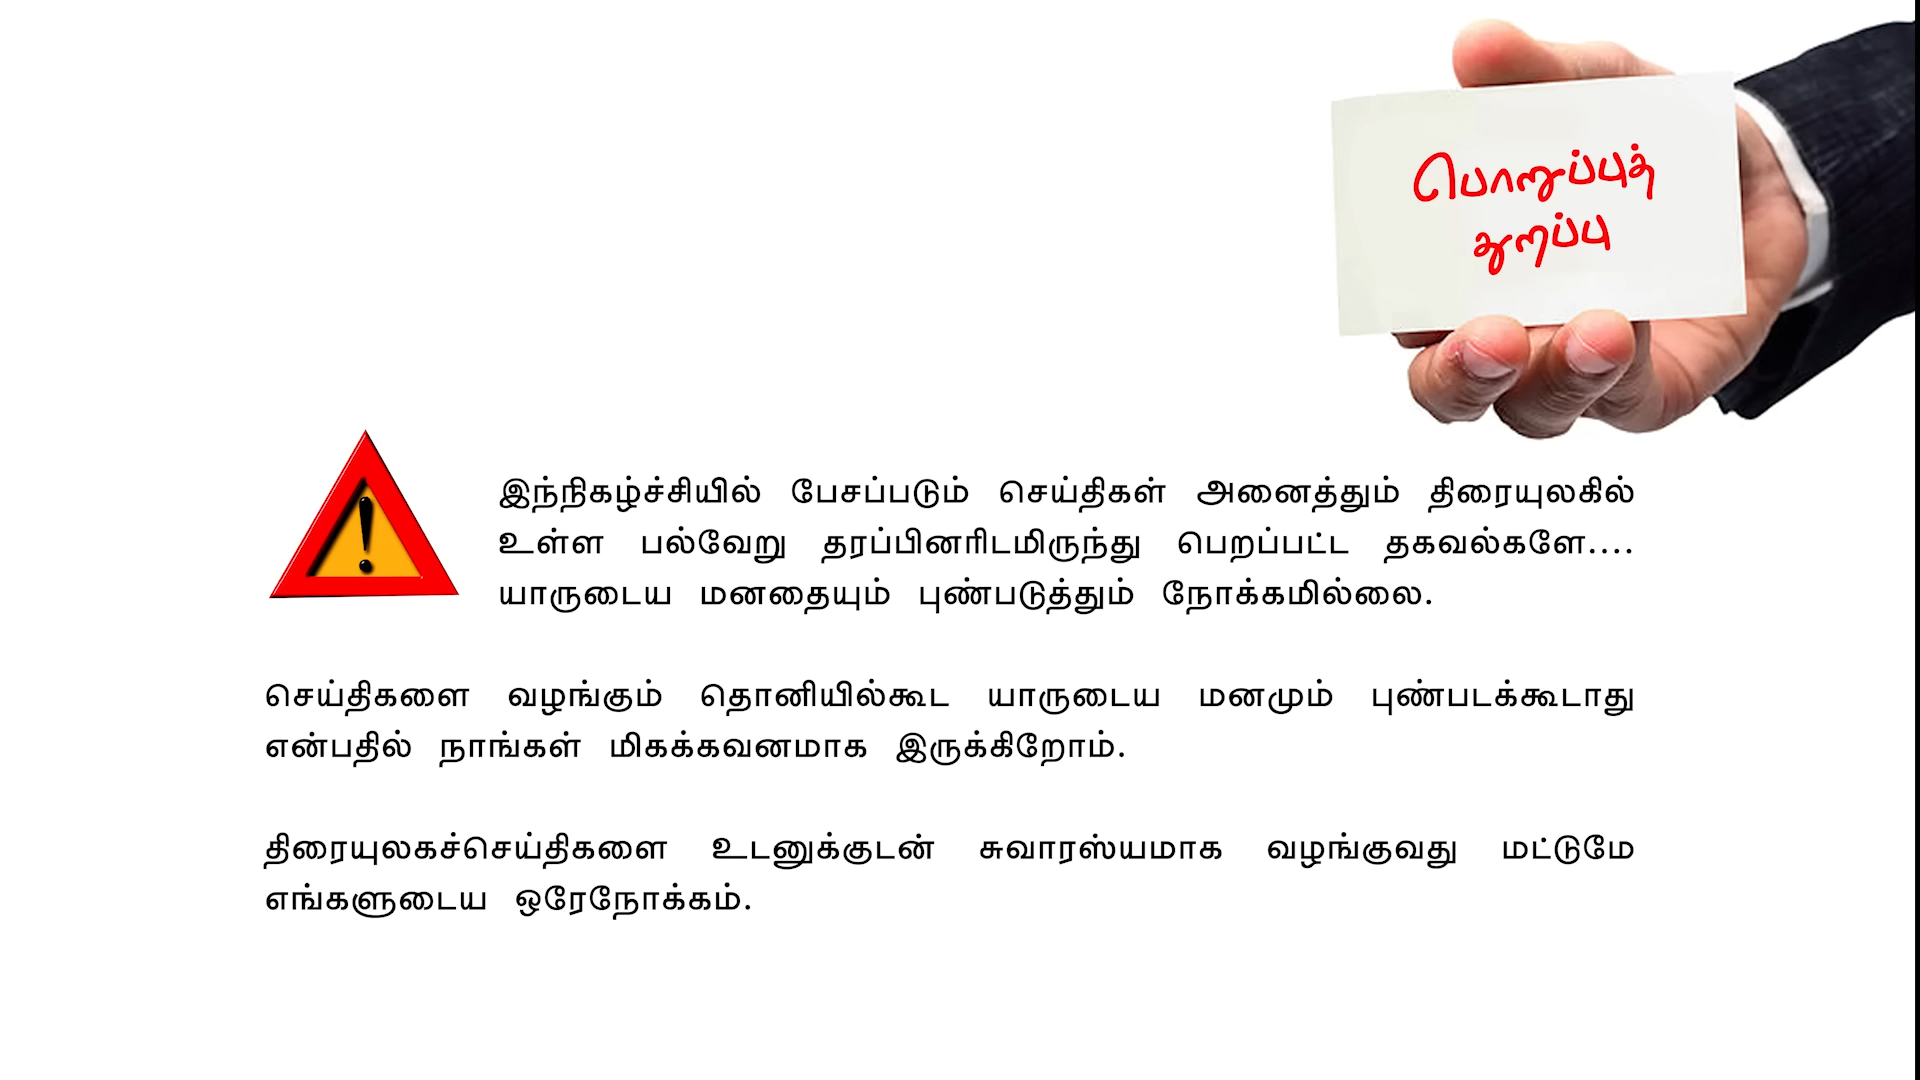 பொறுப்புத்
துறப்பு
இந்நிகழ்ச்சியில் பேசப்படும் செய்திகள் அனைத்தும் திரையுலகில்
உள்ள பல்வேறு தரப்பினரிடமிருந்து பெறப்பட்ட தகவல்களே....
யாருடைய மனதையும் புண்படுத்தும் நோக்கமில்லை.
செய்திகளை வழங்கும் தொனியில்கூட யாருடைய மனமும் புண்படக்கூடாது
என்பதில் நாங்கள் மிகக்கவனமாக இருக்கிறோம்.
திரையுலகச்செய்திகளை உடனுக்குடன் சுவாரஸ்யமாக வழங்குவது மட்டுமே
எங்களுடைய ஒரேநோக்கம்.